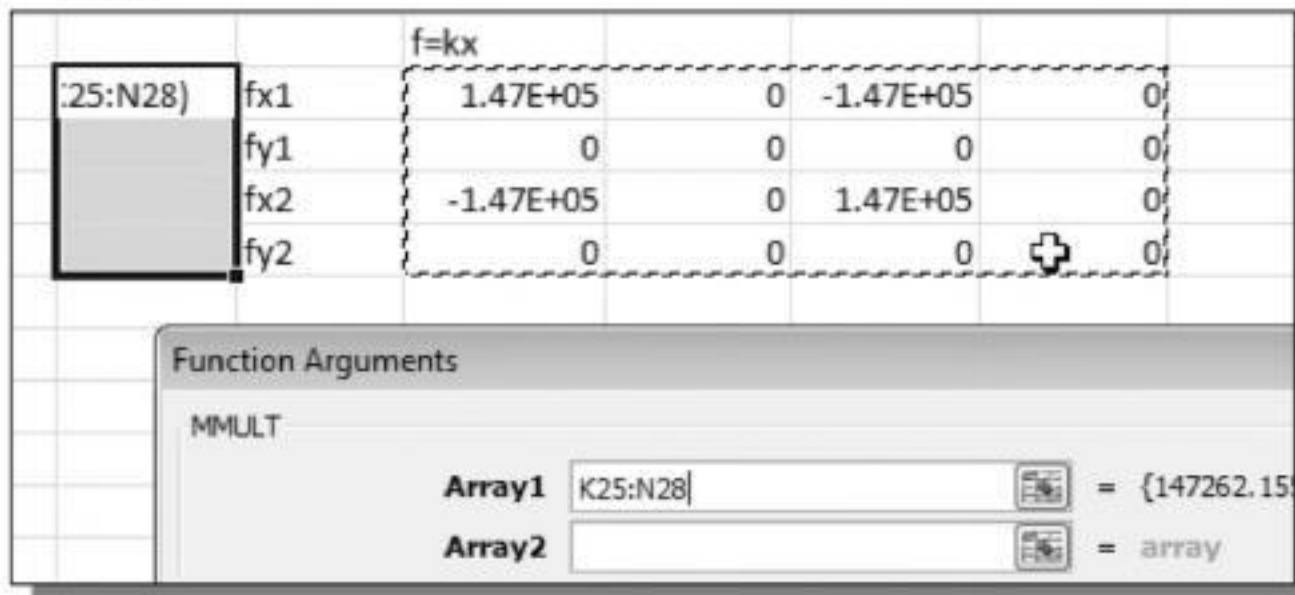 f=kx
:25:N28) fx1 1.47E+05 0 -1.47E+05 0
fy1 0 0 0 0
fx2 -1.47E+05 0 1.47E+05 0
fy2 0 0 0 0
Function Arguments
MMULT
Array1 K25:N28 = {147262.15
Array2 = array